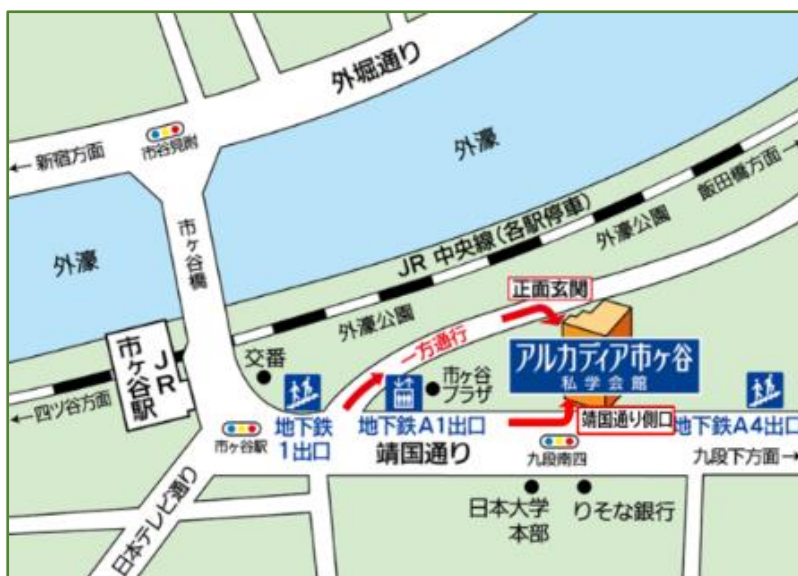 外堀通り
← 新宿方面
市谷見附
外濠
飯田橋方面→
外濠
市ケ谷橋
JR 中央線(各駅停車)
外濠公園
正面玄関
外濠公園
JR
市ケ谷駅
一方通行
交番
アルカディア市ヶ谷
私学会館
市ケ谷
プラザ
←四ツ谷方面
地下鉄
1出口
地下鉄A1出口
靖国通り側口
地下鉄A4出口
市ケ谷駅
靖国通り
九段南四
九段下方面→
日本テレビ通り
日本大学
本部
りそな銀行